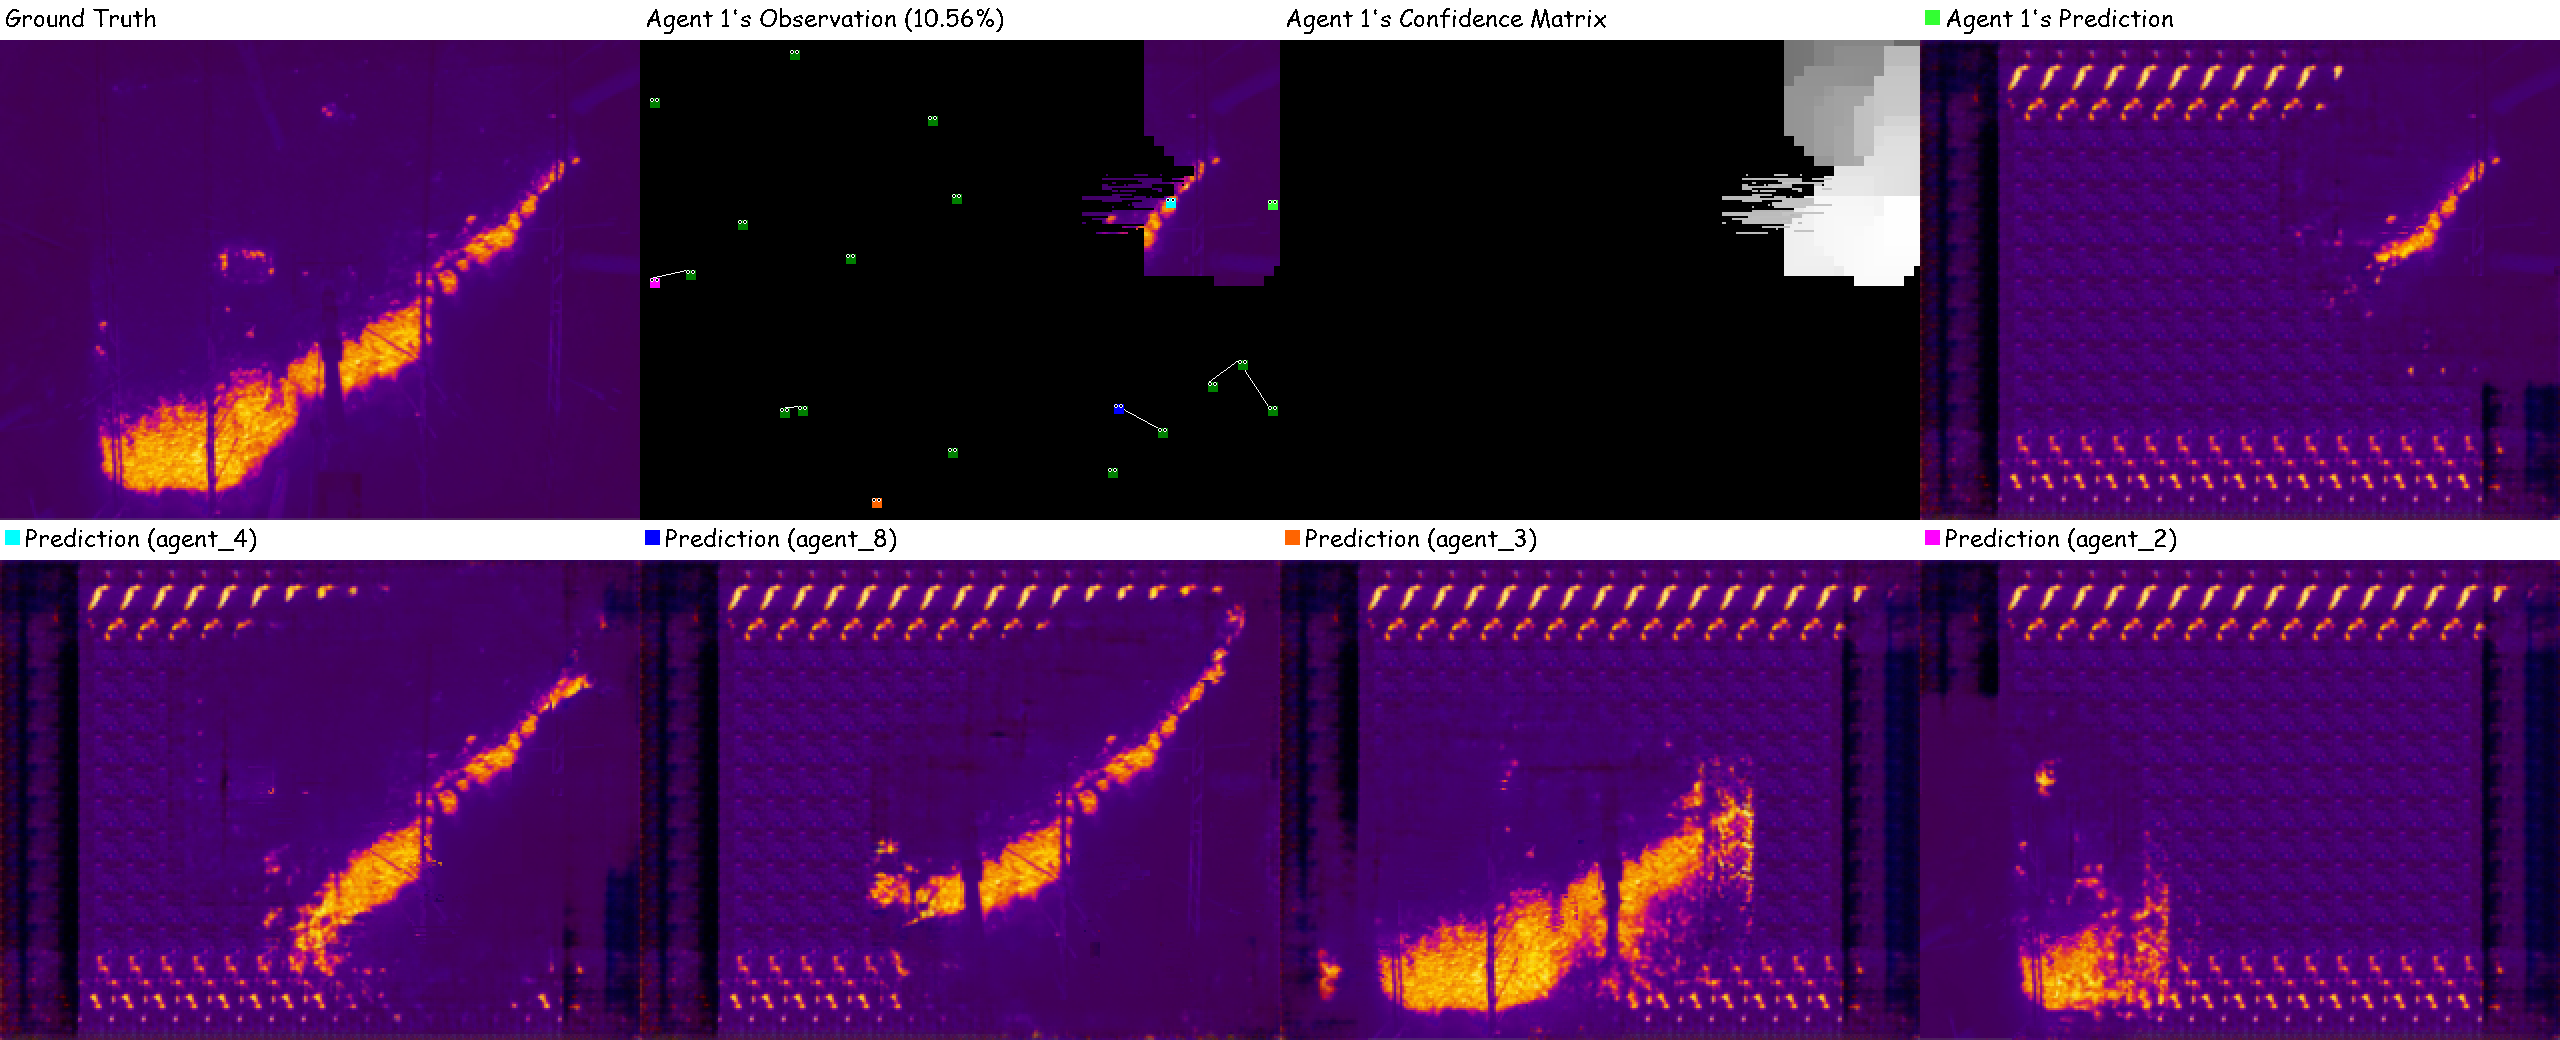 Ground Truth
Agent 1's Observation (10.56%)
Agent 1's Confidence Matrix
Agent 1's Prediction
Prediction (agent_4)
Prediction (agent_8)
Prediction (agent_3)
Prediction (agent_2)